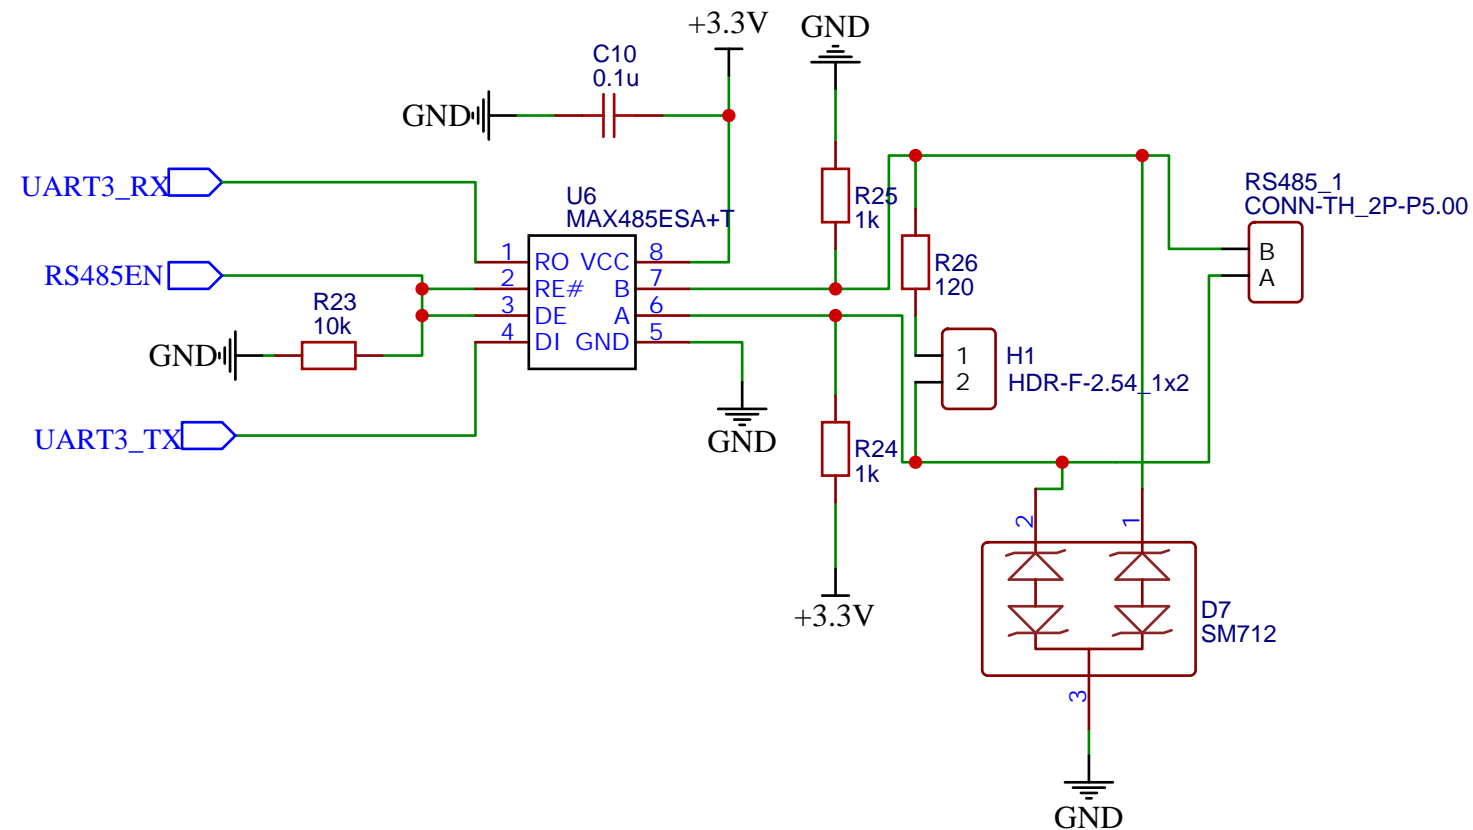 +3.3V
GND
C10
0.1u
GND
UART3_RX
RS485EN
R23
10k
GND
UART3_TX
U6
MAX485ESA+T
1
RO
VCC
8
2
RE#
B
7
3
DE
A
6
4
DI
GND
5
GND
R25
1k
R26
120
R24
1k
+3.3V
1
2
H1
HDR-F-2.54_1x2
RS485_1
CONN-TH_2P-P5.00
B
A
2
1
D7
SM712
3
GND